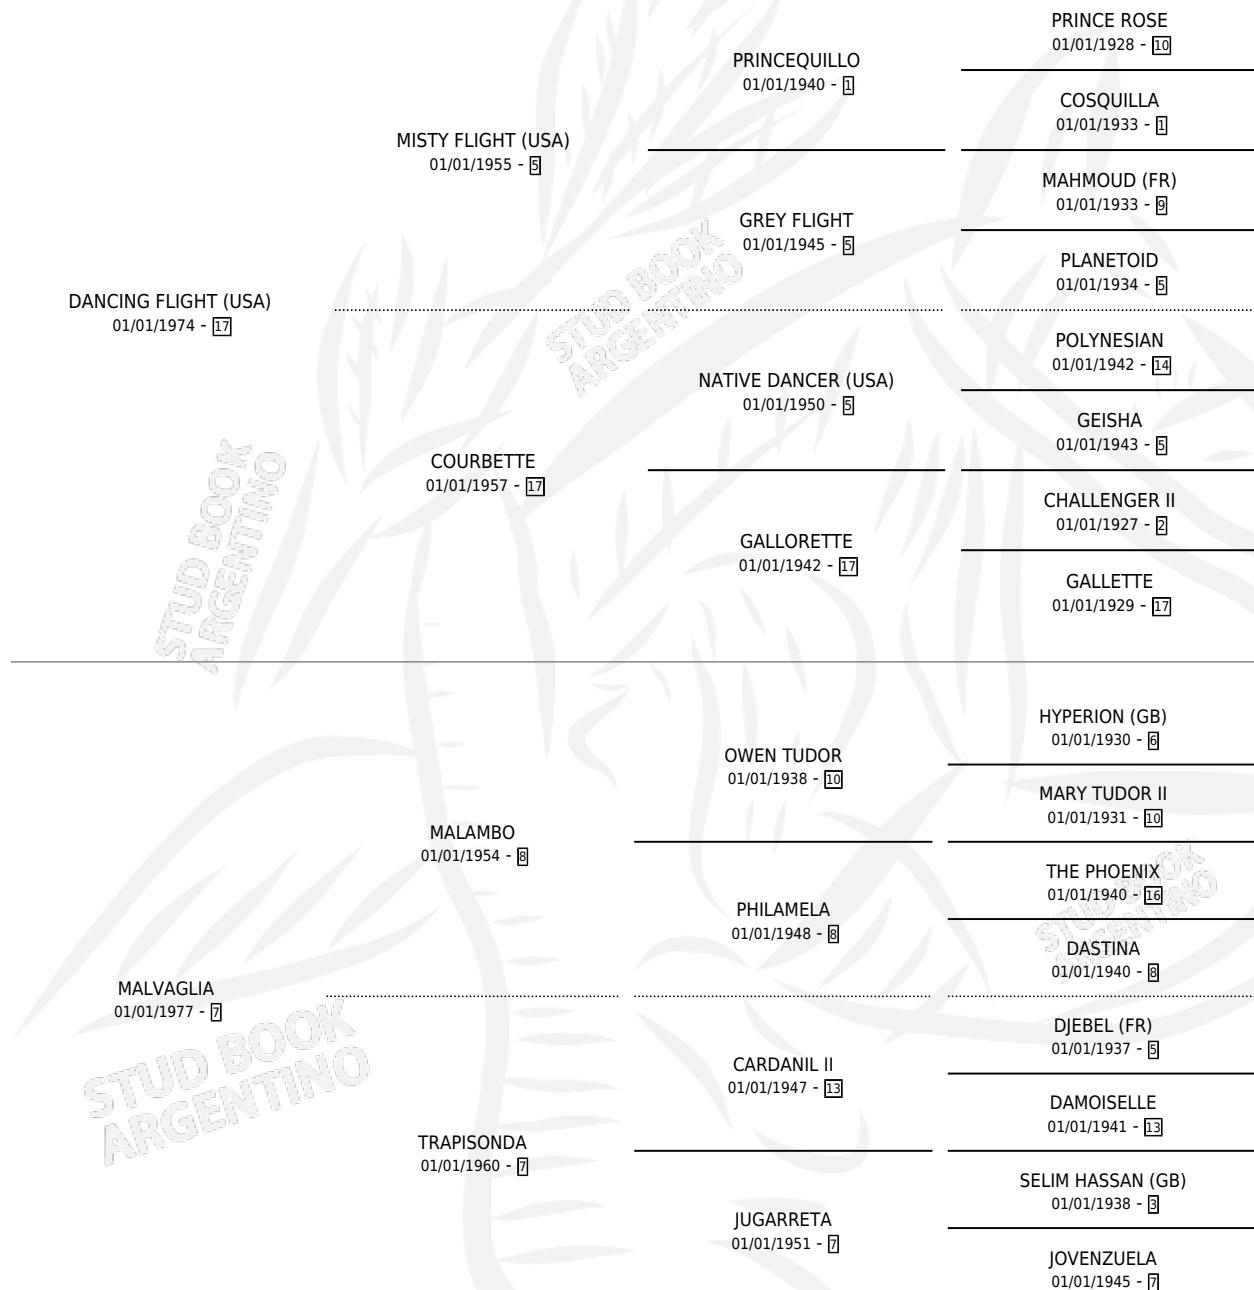 PRINCE ROSE
01/01/1928 - 10
PRINCEQUILLO
01/01/1940 - 1
COSQUILLA
01/01/1933 - 1
MISTY FLIGHT (USA)
01/01/1955 - 5
MAHMOUD (FR)
01/01/1933 - 9
GREY FLIGHT
01/01/1945 - 5
PLANETOID
01/01/1934 - 5
DANCING FLIGHT (USA)
01/01/1974 - 17
STUD BOOK
ARGENTINO
POLYNESIAN
01/01/1942 - 14
NATIVE DANCER (USA)
01/01/1950 - 5
GEISHA
01/01/1943 - 5
COURBETTE
01/01/1957 - 17
CHALLENGER II
01/01/1927 - 2
GALLORETTE
01/01/1942 - 17
GALLETTE
01/01/1929 - 17
STUD BOOK
ARGENTINO
HYPERION (GB)
01/01/1930 - 6
OWEN TUDOR
01/01/1938 - 10
MARY TUDOR II
01/01/1931 - 10
MALAMBO
01/01/1954 - 8
THE PHOENIX
01/01/1940 - 16
PHILAMELA
01/01/1948 - 8
STUD BOOK
ARGENTINO
DASTINA
01/01/1940 - 8
MALVAGLIA
01/01/1977 - 7
STUD BOOK
ARGENTINO
DJEBEL (FR)
01/01/1937 - 5
CARDANIL II
01/01/1947 - 13
DAMOISELLE
01/01/1941 - 13
TRAPISONDA
01/01/1960 - 7
SELIM HASSAN (GB)
01/01/1938 - 3
JUGARRETA
01/01/1951 - 7
JOVENZUELA
01/01/1945 - 7